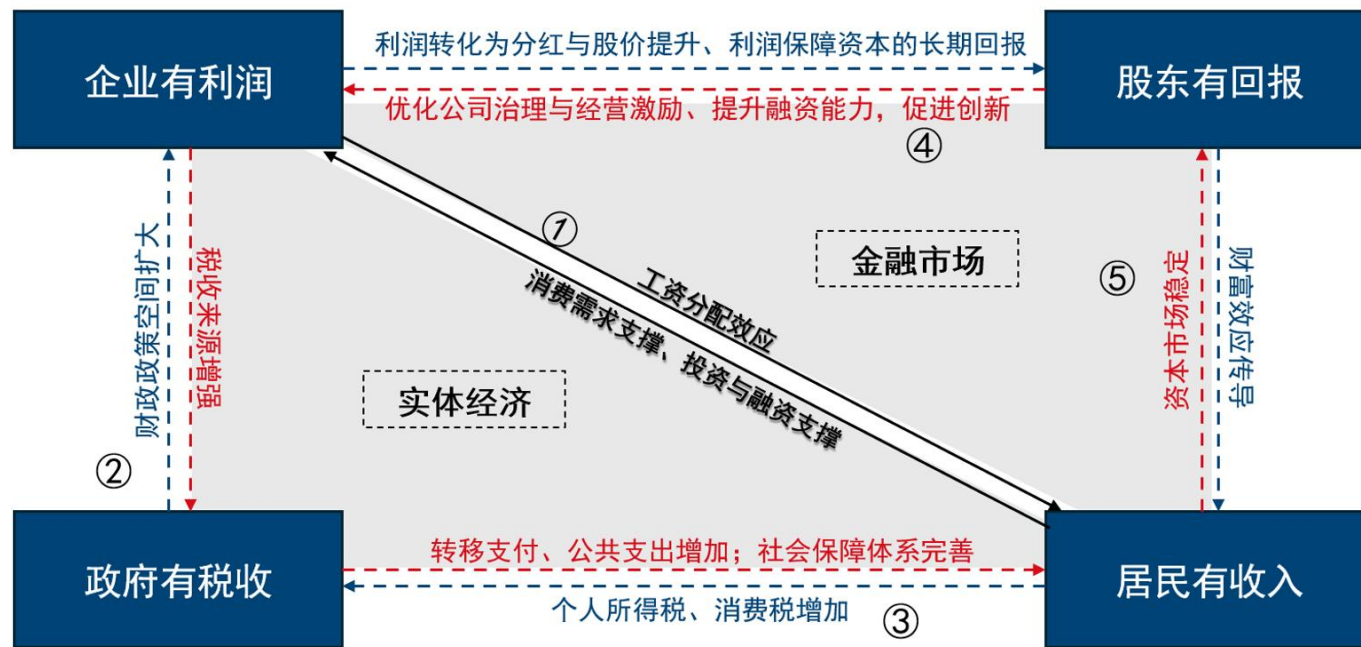 企业有利润
利润转化为分红与股价提升、利润保障资本的长期回报
股东有回报
优化公司治理与经营激励、提升融资能力，促进创新
④
①
工资分配效应
消费需求支撑、投资与融资支撑
金融市场
⑤
资本市场稳定
财富效应传导
财政政策空间扩大
税收来源增强
实体经济
②
政府有税收
转移支付、公共支出增加；社会保障体系完善
个人所得税、消费税增加
③
居民有收入